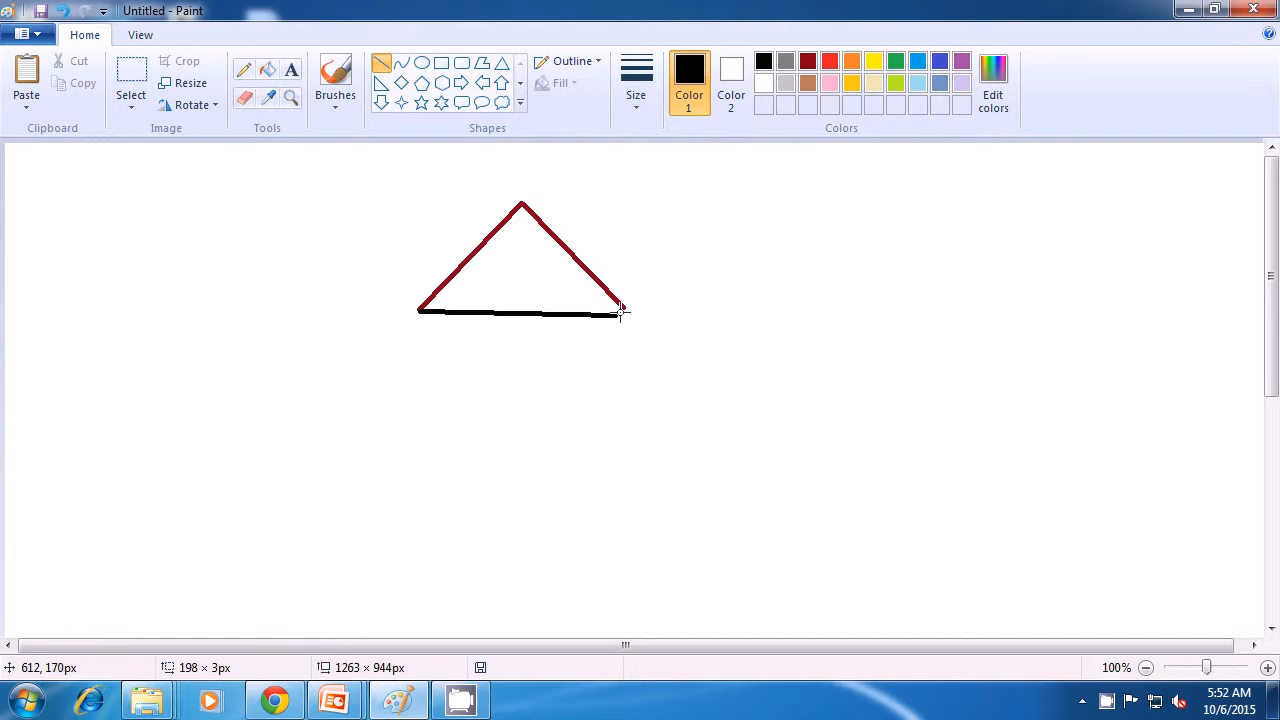 Untitled - Paint
Home View
Paste
Clipboard
Cut
Copy
Select
Crop
Resize
Rotate
Image
A
Tools
Brushes
Shapes
Outline
Fill
Size
Color
1
Color
2
Edit
colors
Colors
612, 170px
198 × 3px
1263 × 944px
100%
5:52 AM
10/6/2015